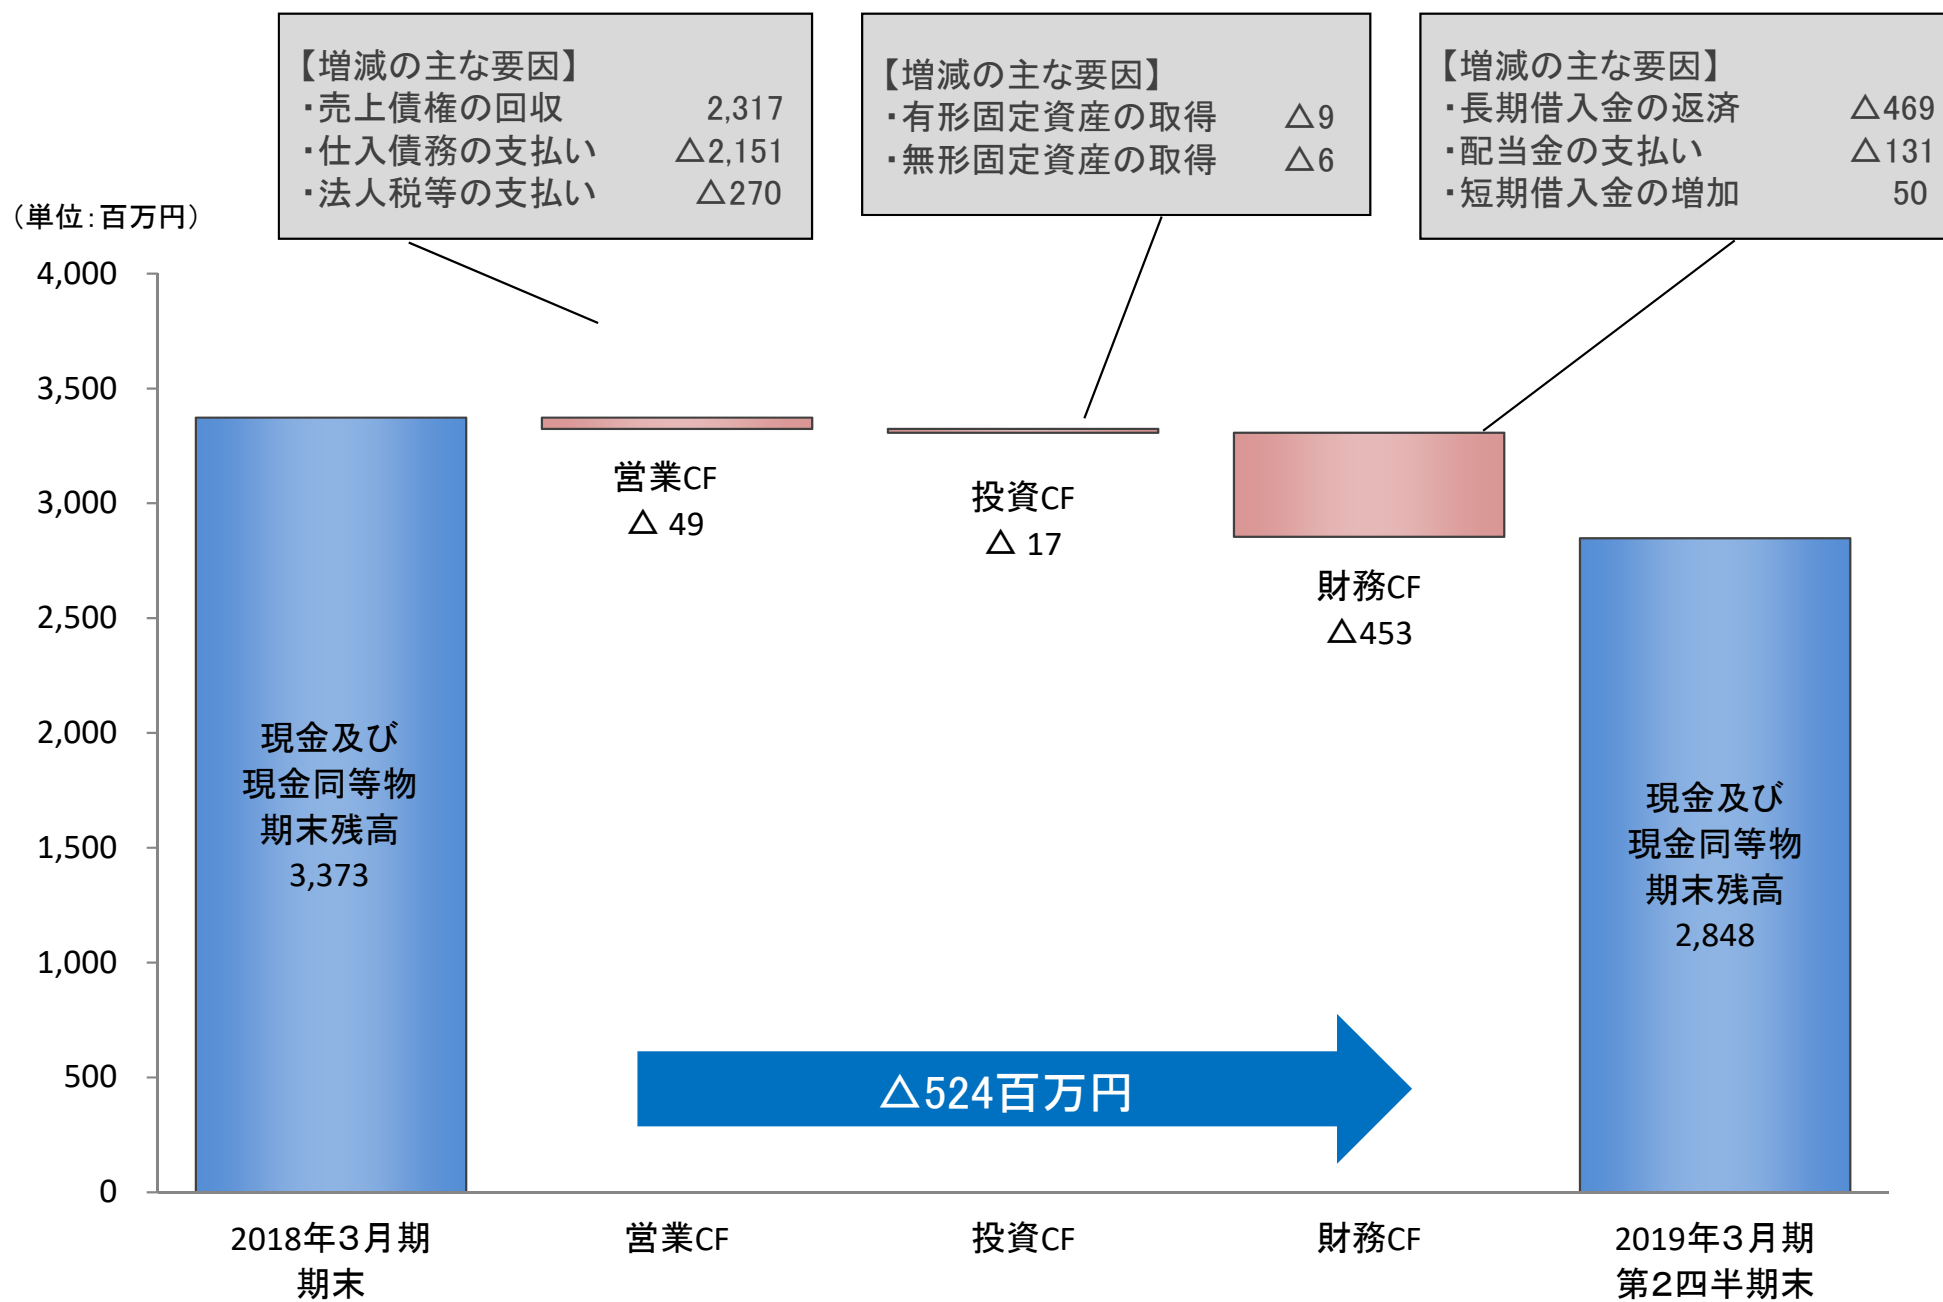 【増減の主な要因】
・売上債権の回収 2,317
・仕入債務の支払い △2,151
・法人税等の支払い △270
【増減の主な要因】
・有形固定資産の取得 △9
・無形固定資産の取得 △6
【増減の主な要因】
・長期借入金の返済 △469
・配当金の支払い △131
・短期借入金の増加 50
（単位：百万円）
4,000
3,500
3,000
2,500
2,000
1,500
1,000
500
0
現金及び
現金同等物
期末残高
3,373
営業CF
△ 49
投資CF
△ 17
財務CF
△453
現金及び
現金同等物
期末残高
2,848
△524百万円
2018年３月期
期末
営業CF
投資CF
財務CF
2019年３月期
第２四半期末